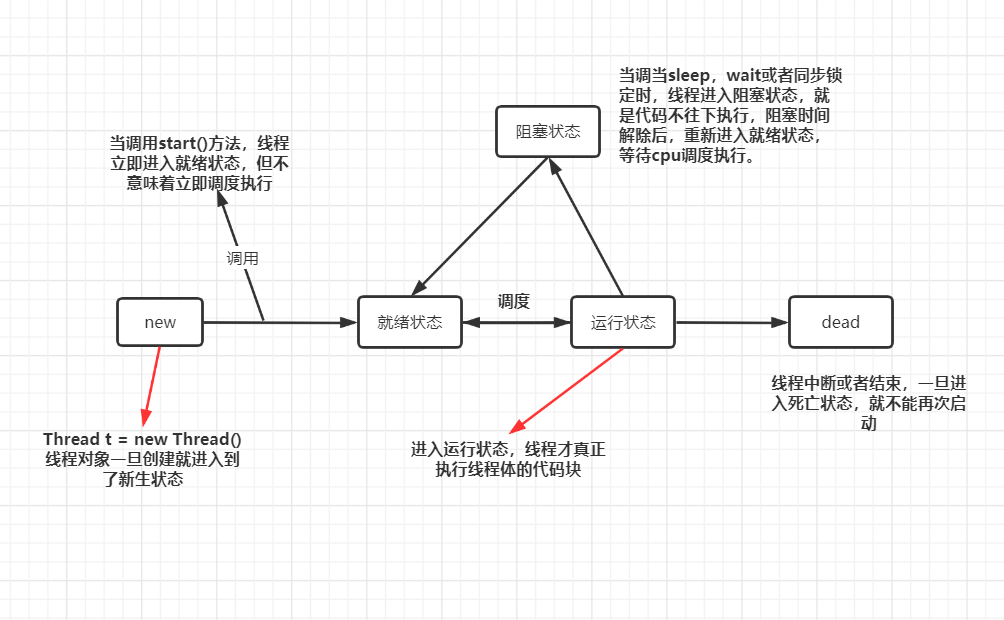 当调当sleep，wait或者同步锁
定时，线程进入阻塞状态，就
是代码不往下执行，阻塞时间
解除后，重新进入就绪状态，
等待cpu调度执行。
阻塞状态
当调用start()方法，线程
立即进入就绪状态，但不
意味着立即调度执行
调用
new
就绪状态
调度
运行状态
dead
线程中断或者结束，一旦进
入死亡状态，就不能再次启
动
Thread t = new Thread()
线程对象一旦创建就进入到
了新生状态
进入运行状态，线程才真正
执行线程体的代码块